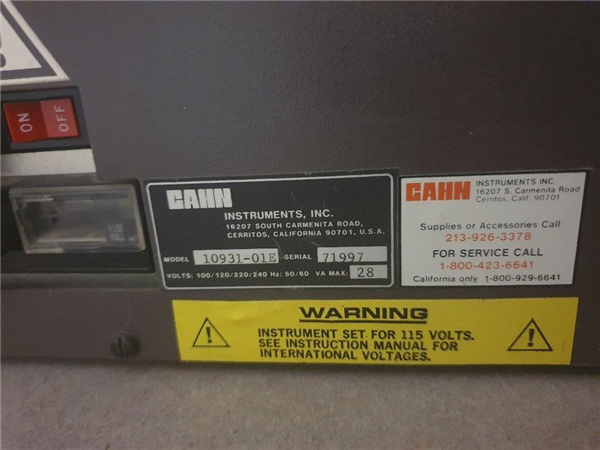 ON
OFF
CAHN
INSTRUMENTS, INC.
16207 SOUTH CARMENITA ROAD,
CERRITOS, CALIFORNIA 90701, U.S.A.
MODEL 10931-01E SERIAL 71997
VOLTS: 100/120/220/240 Hz: 50/60 VA MAX: 28
CAHN INSTRUMENTS INC.
16207 S. Carmenita Road
Cerritos, Calif. 90701
Supplies or Accessories Call
213-926-3378
FOR SERVICE CALL
1-800-423-6641
California only 1-800-929-6641
WARNING
INSTRUMENT SET FOR 115 VOLTS.
SEE INSTRUCTION MANUAL FOR
INTERNATIONAL VOLTAGES.